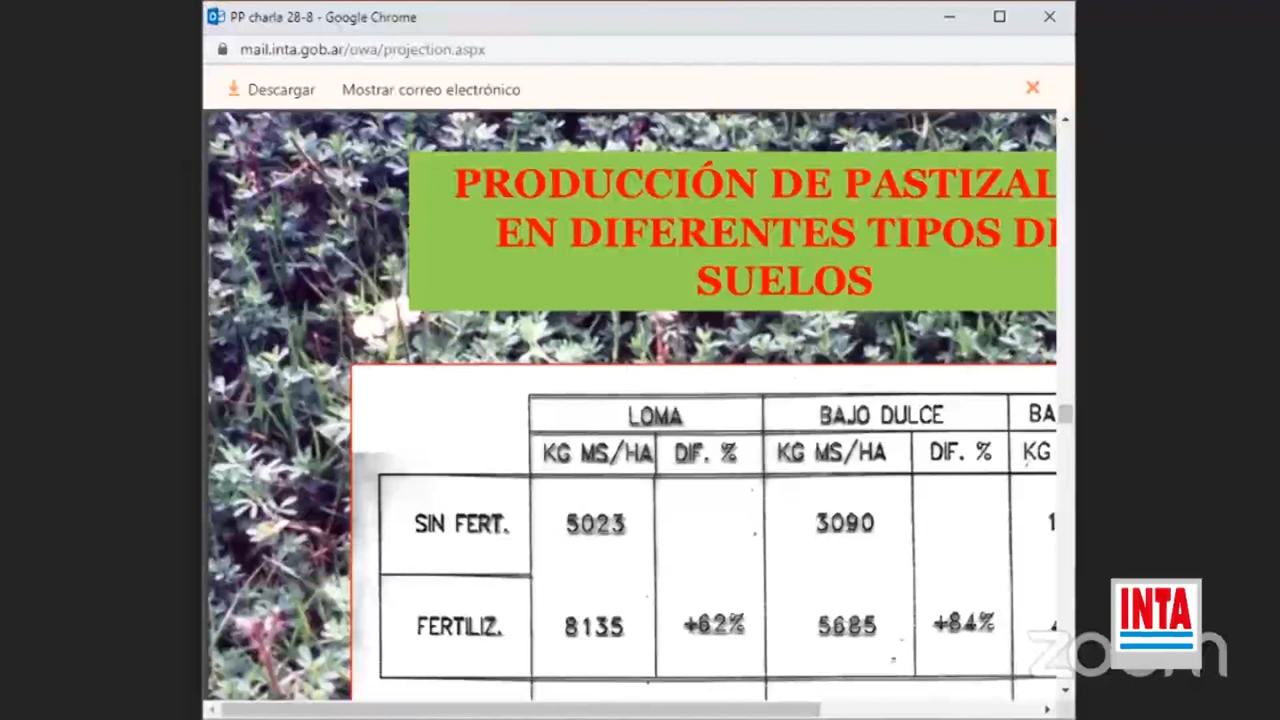 PP charla 28-8 - Google Chrome
mail.inta.gob.ar/owa/projection.aspx
Descargar Mostrar correo electrónico
PRODUCCIÓN DE PASTIZAL
EN DIFERENTES TIPOS DE
SUELOS
LOMA BAJO DULCE BA
KG MS/HA DIF. % KG MS/HA DIF. % KG
SIN FERT. 5023 3090 1
FERTILIZ. 8135 +62% 5685 +84%
INTA
zoom